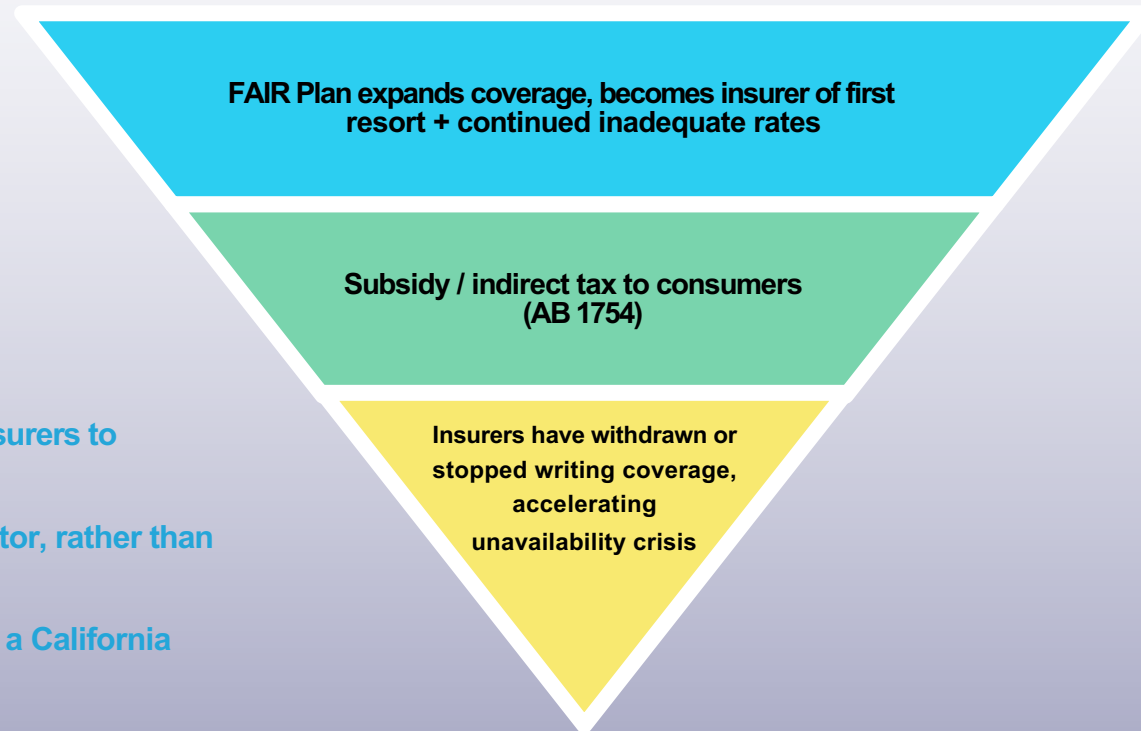 FAIR Plan expands coverage, becomes insurer of first
resort + continued inadequate rates
Subsidy / indirect tax to consumers
(AB 1754)
Insurers have withdrawn or
stopped writing coverage,
accelerating
unavailability crisis
surers to
tor, rather than
a California